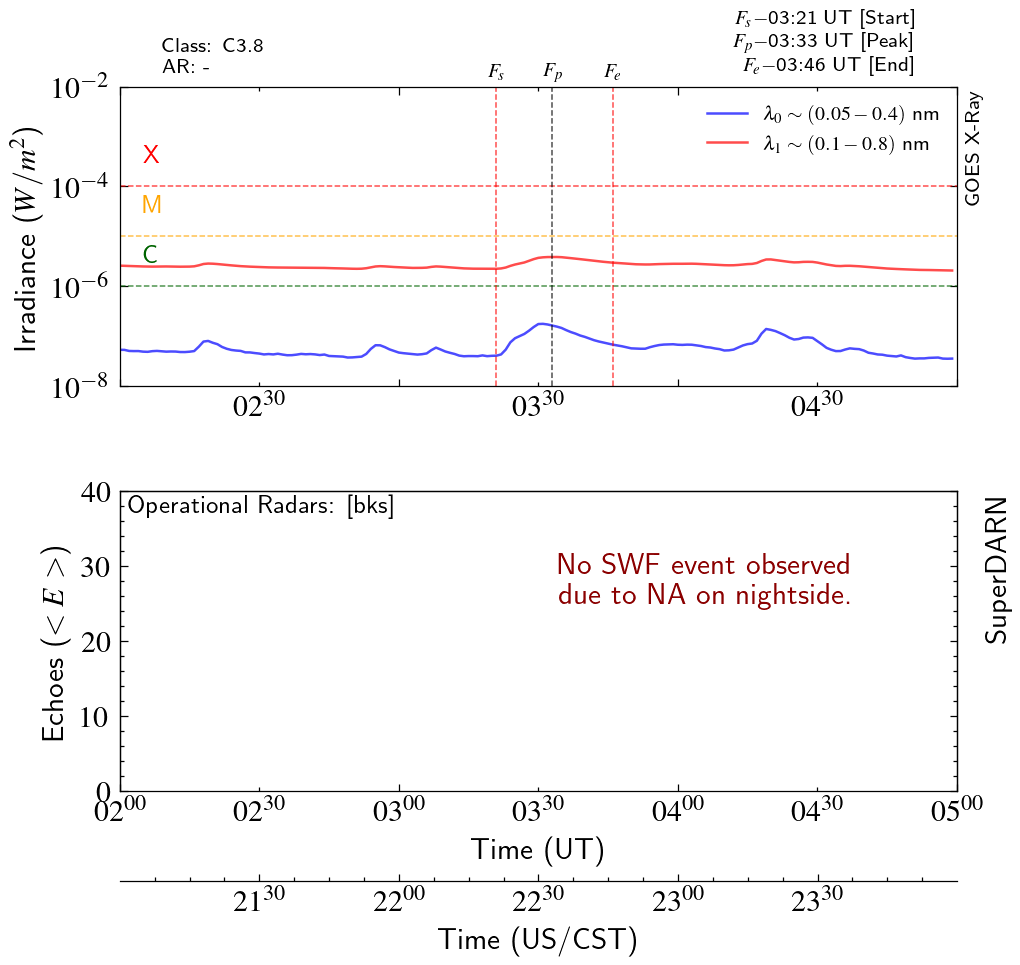 Class: C3.8
AR: -
F_s−03:21 UT [Start]
F_p−03:33 UT [Peak]
F_e−03:46 UT [End]
F_s F_p F_e
λ_0 ∼ (0.05 − 0.4) nm
λ_1 ∼ (0.1 − 0.8) nm
GOES X-Ray
Irradiance (W/m^2)
10^{-2}
10^{-4}
10^{-6}
10^{-8}
X
M
C
02^{30} 03^{30} 04^{30}
Operational Radars: [bks]
No SWF event observed
due to NA on nightside.
SuperDARN
Echoes (< E >)
40
30
20
10
0
02^{00} 02^{30} 03^{00} 03^{30} 04^{00} 04^{30} 05^{00}
Time (UT)
21^{30} 22^{00} 22^{30} 23^{00} 23^{30}
Time (US/CST)